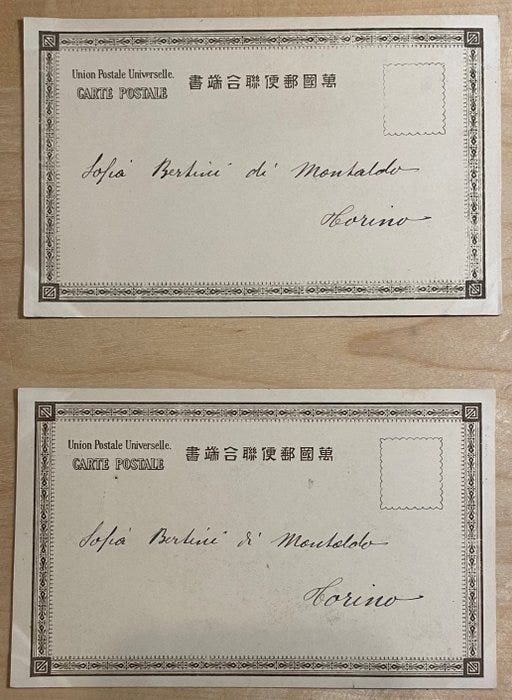 Union Postale Universelle.
CARTE POSTALE
書端合聯便郵國萬
Sofia Bertini di Montaldo
Torino
Union Postale Universelle.
CARTE POSTALE
書端合聯便郵國萬
Sofia Bertini di Montaldo
Torino